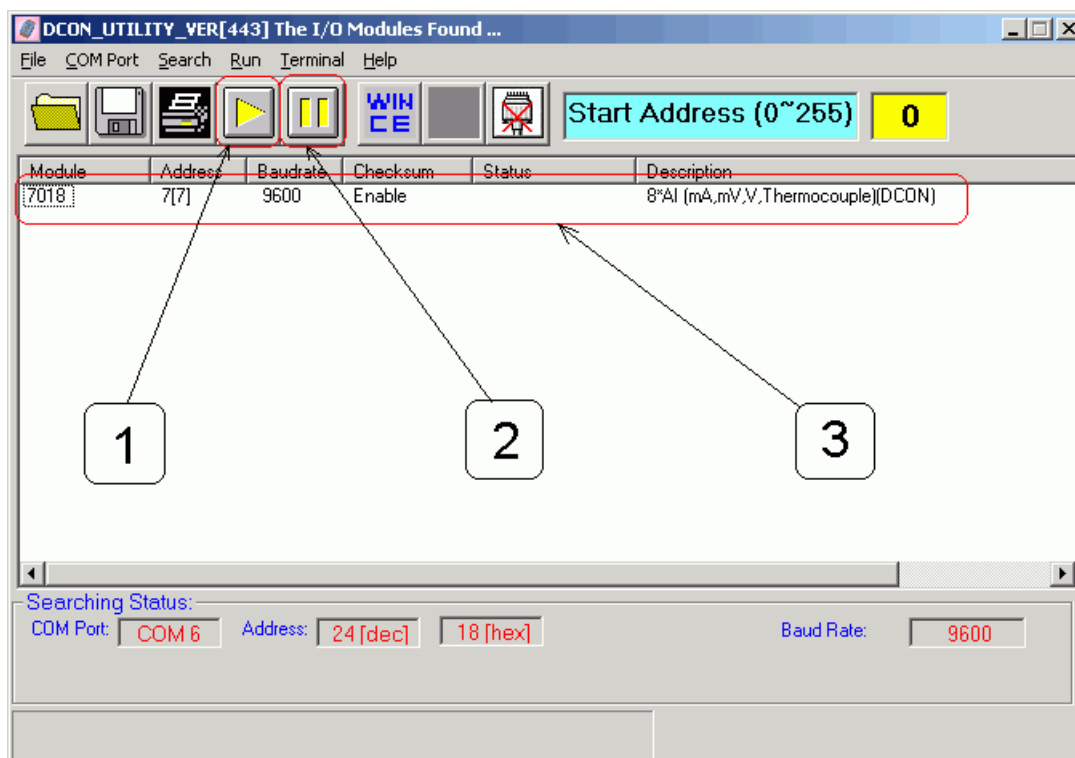 DCON_UTILITY_VER[443] The I/O Modules Found ...
File COM Port Search Run Terminal Help
WIN
CE
Start Address (0~255) 0
Module Address Baudrate Checksum Status Description
7018 7[7] 9600 Enable 8*AI (mA,mV,V,Thermocouple)(DCON)
1
2
3
Searching Status:
COM Port: COM 6 Address: 24 [dec] 18 [hex] Baud Rate: 9600